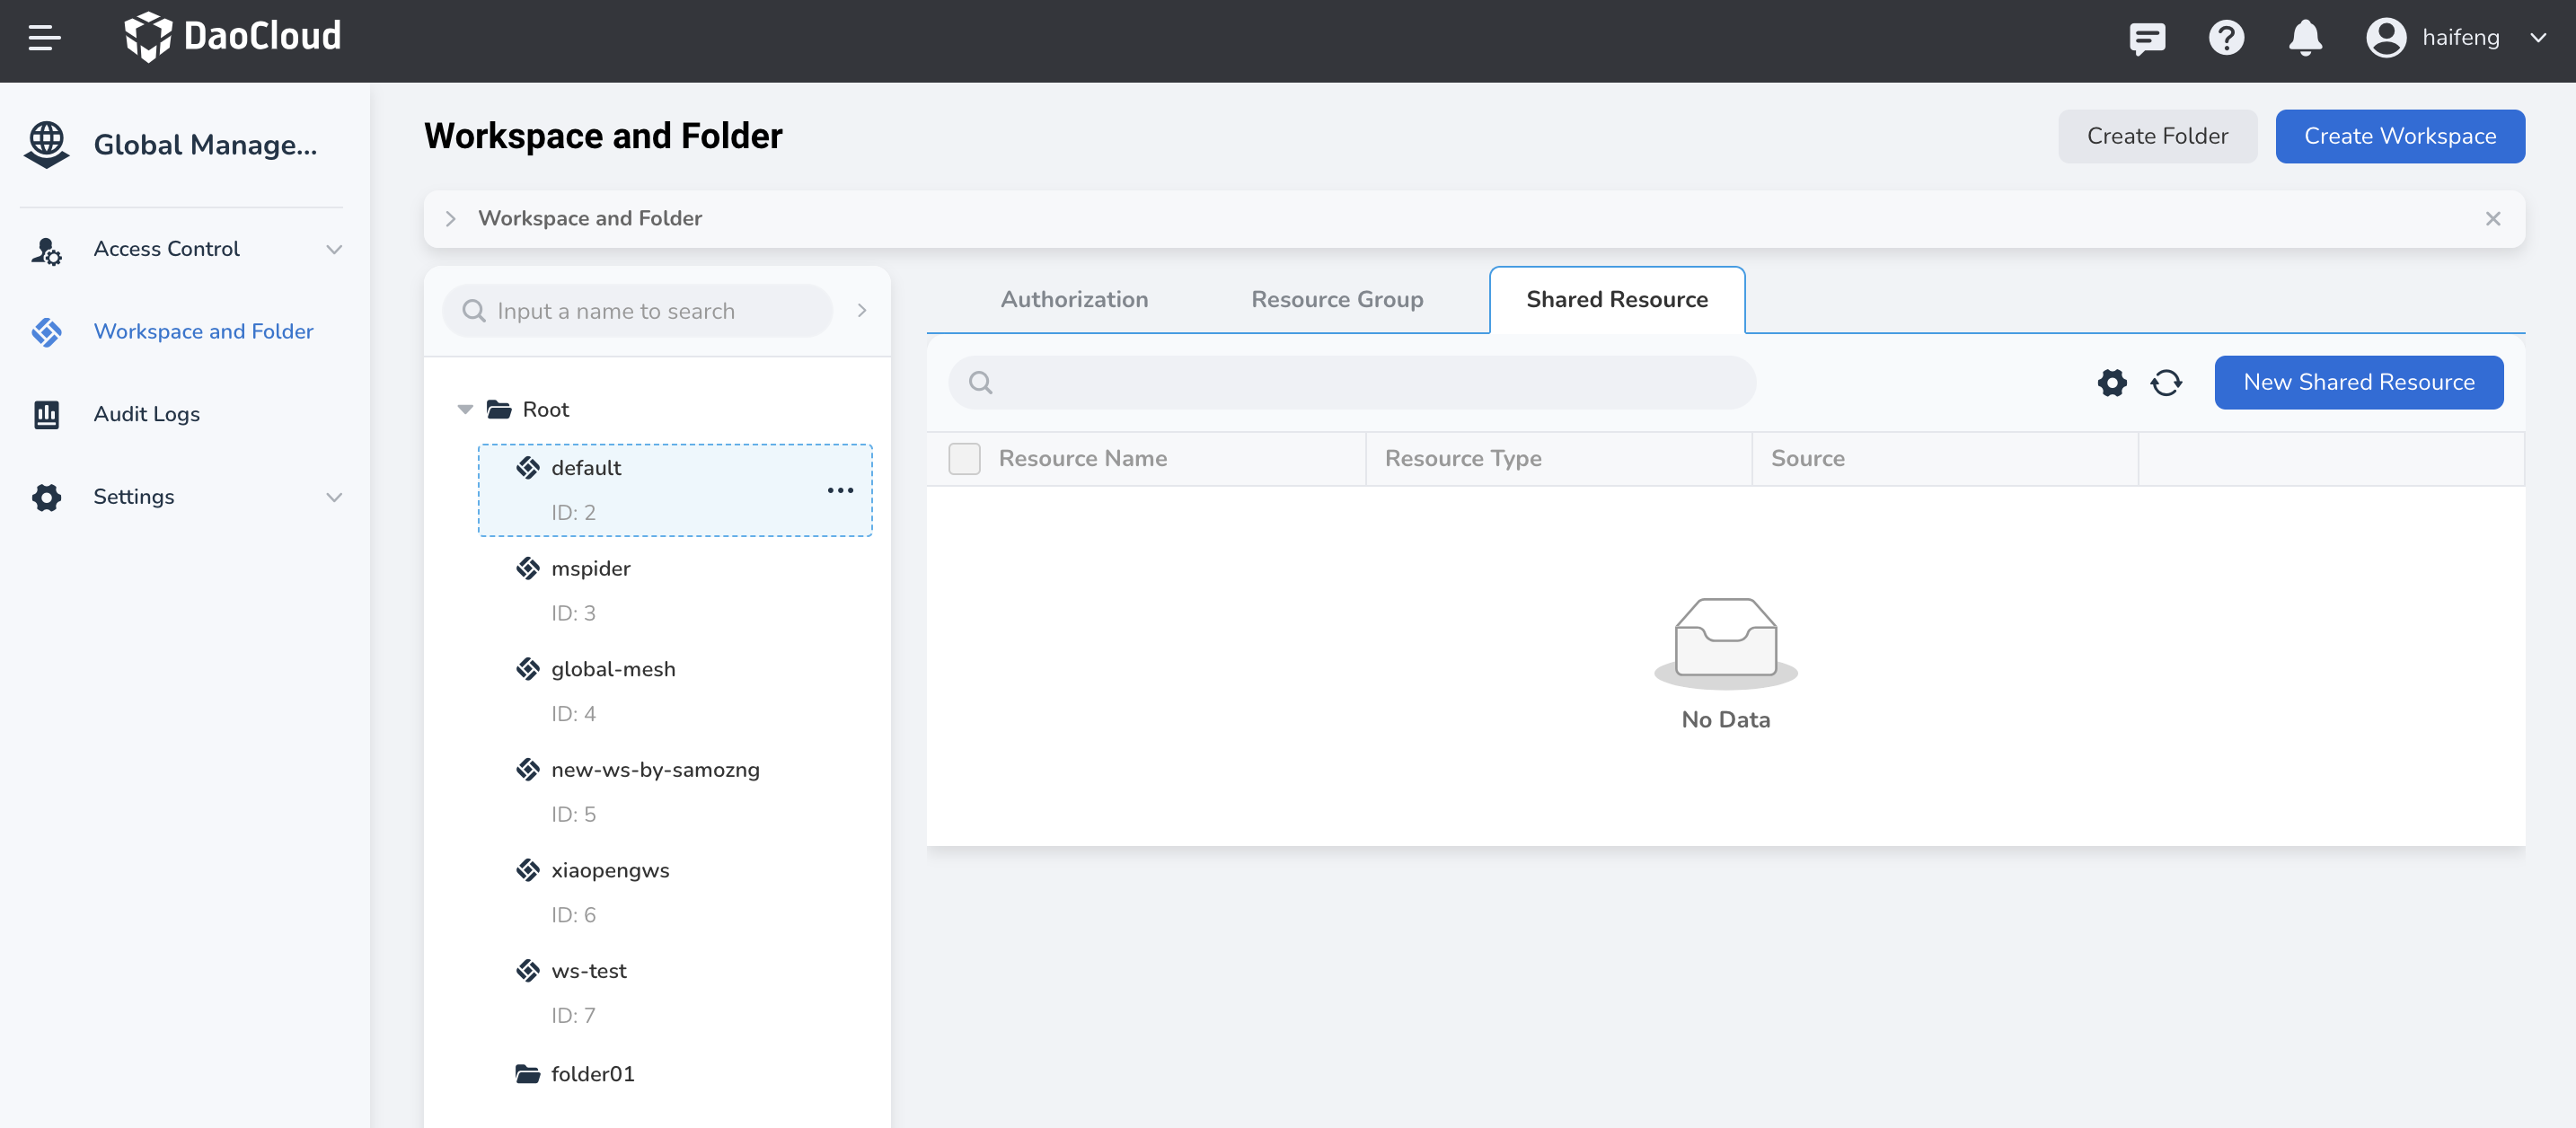 DaoCloud
haifeng
Global Manage...
Access Control
Workspace and Folder
Audit Logs
Settings
Workspace and Folder
Create Folder
Create Workspace
Workspace and Folder
Input a name to search
Root
default
ID: 2
mspider
ID: 3
global-mesh
ID: 4
new-ws-by-samozng
ID: 5
xiaopengws
ID: 6
ws-test
ID: 7
folder01
Authorization
Resource Group
Shared Resource
New Shared Resource
Resource Name
Resource Type
Source
No Data